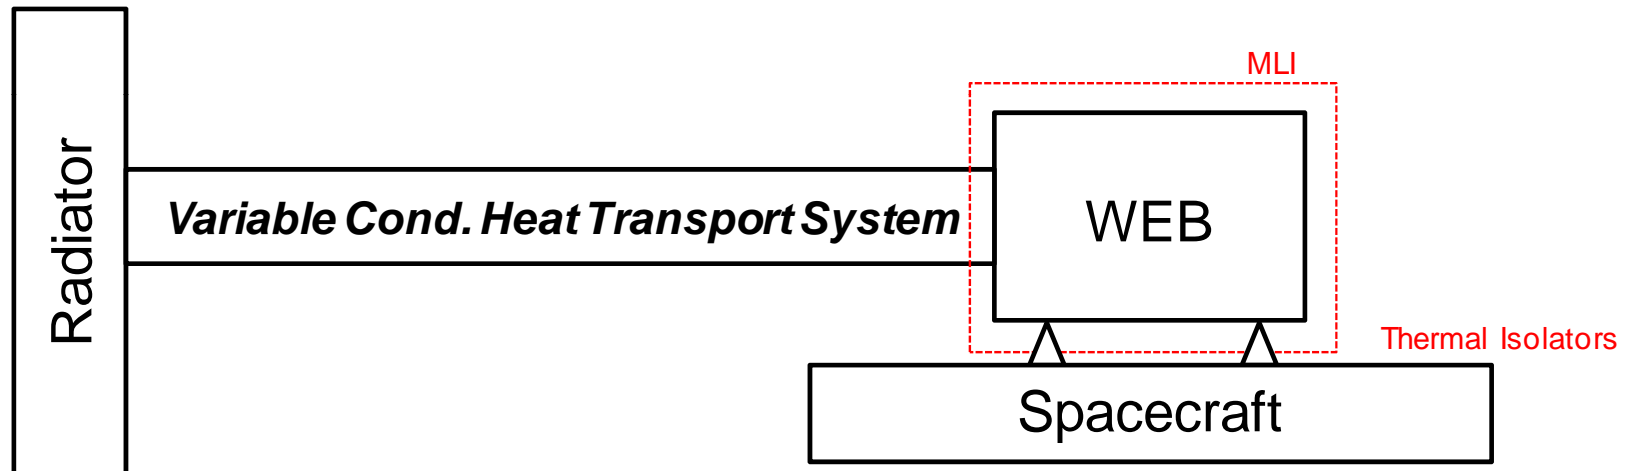 MLI
Radiator
Variable Cond. Heat Transport System
WEB
Thermal Isolators
Spacecraft